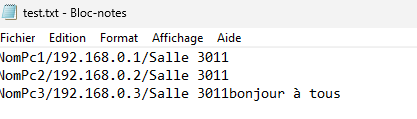 test.txt - Bloc-notes
Fichier Edition Format Affichage Aide
NomPc1/192.168.0.1/Salle 3011
NomPc2/192.168.0.2/Salle 3011
NomPc3/192.168.0.3/Salle 3011bonjour à tous